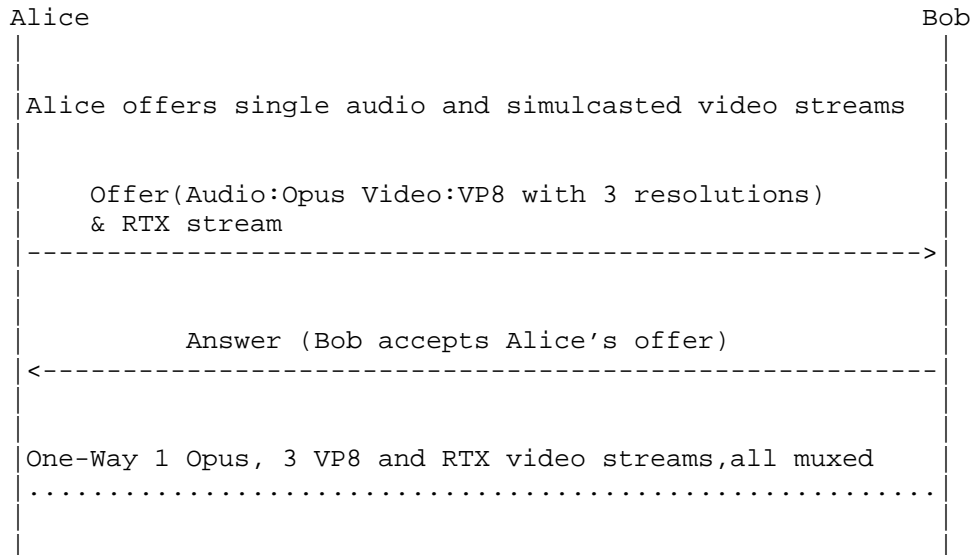 Alice Bob
Alice offers single audio and simulcasted video streams
Offer(Audio:Opus Video:VP8 with 3 resolutions)
& RTX stream
Answer (Bob accepts Alice's offer)
One-Way 1 Opus, 3 VP8 and RTX video streams,all muxed